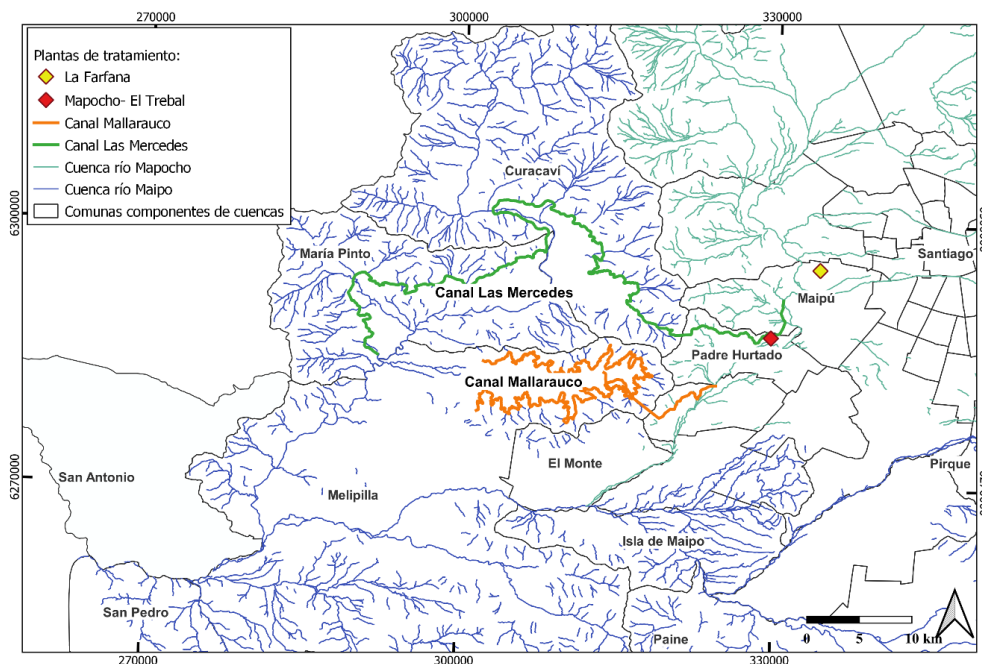 270000
300000
330000
Plantas de tratamiento:
La Farfana
Mapocho- El Trebal
Canal Mallarauco
Canal Las Mercedes
Cuenca río Mapocho
Cuenca río Maipo
Comunas componentes de cuencas
Curacaví
6300000
6300000
María Pinto
Santiago
Canal Las Mercedes
Maipú
Padre Hurtado
Canal Mallarauco
El Monte
Pirque
San Antonio
6270000
6270000
Melipilla
Isla de Maipo
San Pedro
Paine
0 5 10 km
270000
300000
330000